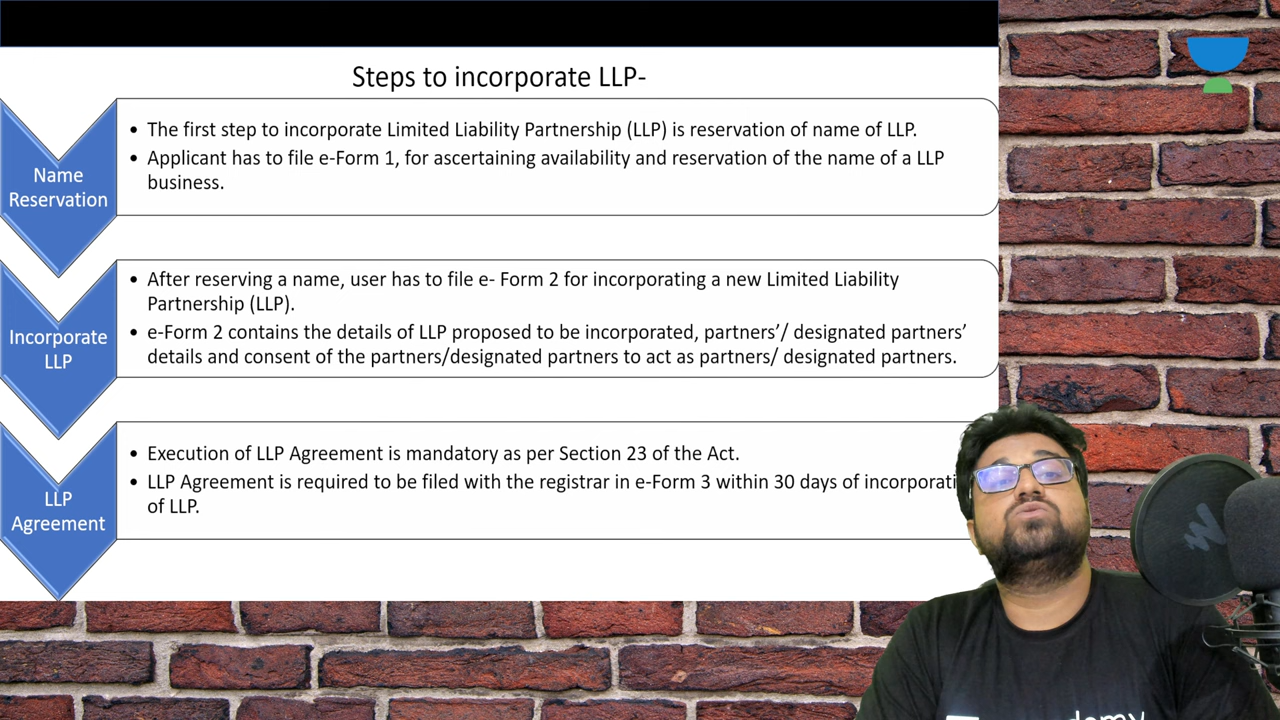 Steps to incorporate LLP-
Name
Reservation
• The first step to incorporate Limited Liability Partnership (LLP) is reservation of name of LLP.
• Applicant has to file e-Form 1, for ascertaining availability and reservation of the name of a LLP
business.
Incorporate
LLP
• After reserving a name, user has to file e- Form 2 for incorporating a new Limited Liability
Partnership (LLP).
• e-Form 2 contains the details of LLP proposed to be incorporated, partners’/ designated partners’
details and consent of the partners/designated partners to act as partners/ designated partners.
LLP
Agreement
• Execution of LLP Agreement is mandatory as per Section 23 of the Act.
• LLP Agreement is required to be filed with the registrar in e-Form 3 within 30 days of incorporati
of LLP.